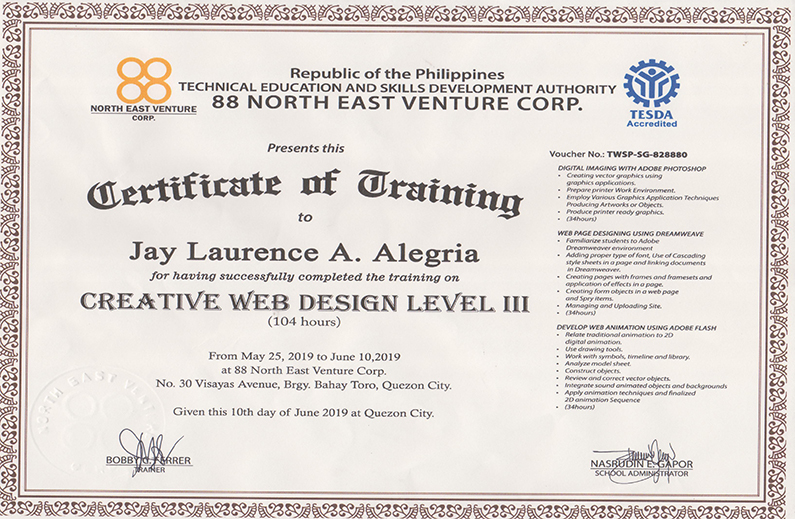 NORTH EAST VENTURE
CORP.
Republic of the Philippines
TECHNICAL EDUCATION AND SKILLS DEVELOPMENT AUTHORITY
88 NORTH EAST VENTURE CORP.
TESDA
Accredited
Presents this
Certificate of Training
to
Jay Laurence A. Alegria
for having successfully completed the training on
CREATIVE WEB DESIGN LEVEL III
(104 hours)
From May 25, 2019 to June 10,2019
at 88 North East Venture Corp.
No. 30 Visayas Avenue, Brgy. Bahay Toro, Quezon City.
Given this 10th day of June 2019 at Quezon City.
NORTH EAST VENTURE
BOBBY G. FERRER
TRAINER
Voucher No.: TWSP-SG-828880
DIGITAL IMAGING WITH ADOBE PHOTOSHOP
• Creating vector graphics using
graphics applications.
• Prepare printer Work Environment.
• Employ Various Graphics Application Techniques
Producing Artworks or Objects.
• Produce printer ready graphics.
• (34hours)
WEB PAGE DESIGNING USING DREAMWEAVE
• Familiarize students to Adobe
Dreamweaver environment
• Adding proper type of font, Use of Cascading
style sheets in a page and linking documents
in Dreamweaver.
• Creating pages with frames and framesets and
application of effects in a page.
• Creating form objects in a web page
and Spry items.
• Managing and Uploading Site.
• (34hours)
DEVELOP WEB ANIMATION USING ADOBE FLASH
• Relate traditional animation to 2D
digital animation.
• Use drawing tools.
• Work with symbols, timeline and library.
• Analyze model sheet.
• Construct objects.
• Review and correct vector objects.
• Integrate sound animated objects and backgrounds
• Apply animation techniques and finalized
2D animation Sequence
• (34hours)
NASRUDIN E. GAPOR
SCHOOL ADMINISTRATOR